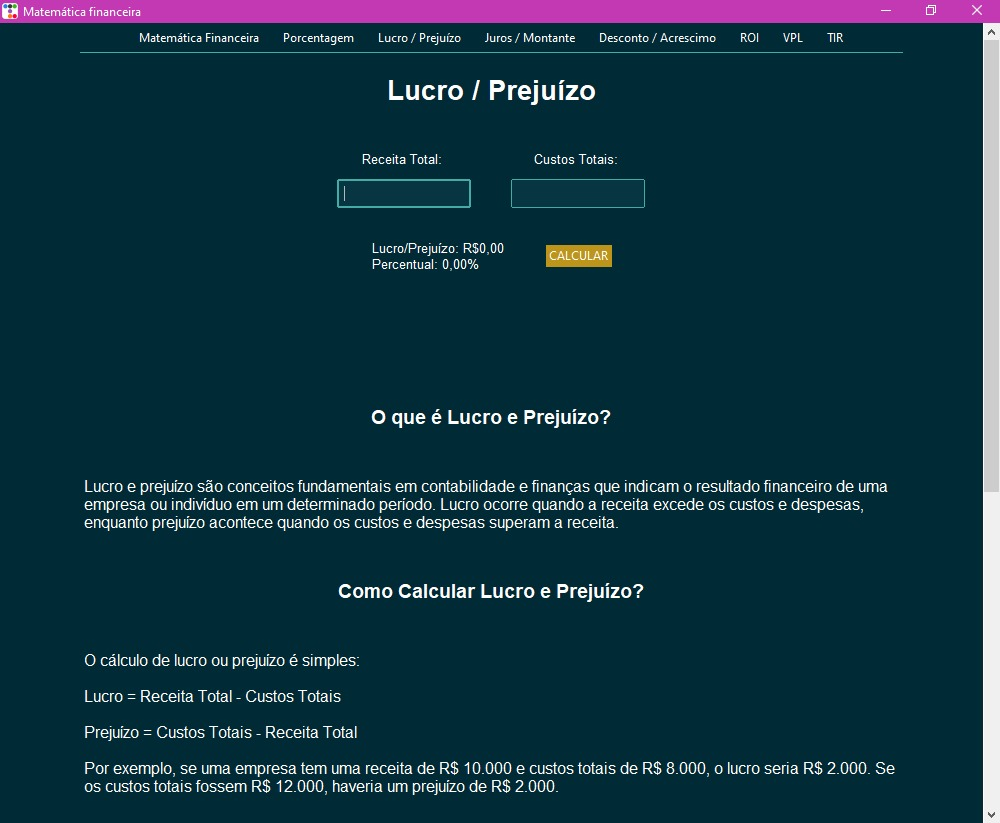 Matemática financeira
Matemática Financeira Porcentagem Lucro / Prejuízo Juros / Montante Desconto / Acrescimo ROI VPL TIR
Lucro / Prejuízo
Receita Total: Custos Totais:
Lucro/Prejuízo: R$0,00
Percentual: 0,00%
CALCULAR
O que é Lucro e Prejuízo?
Lucro e prejuízo são conceitos fundamentais em contabilidade e finanças que indicam o resultado financeiro de uma
empresa ou indivíduo em um determinado período. Lucro ocorre quando a receita excede os custos e despesas,
enquanto prejuízo acontece quando os custos e despesas superam a receita.
Como Calcular Lucro e Prejuízo?
O cálculo de lucro ou prejuízo é simples:
Lucro = Receita Total - Custos Totais
Prejuízo = Custos Totais - Receita Total
Por exemplo, se uma empresa tem uma receita de R$ 10.000 e custos totais de R$ 8.000, o lucro seria R$ 2.000. Se
os custos totais fossem R$ 12.000, haveria um prejuízo de R$ 2.000.